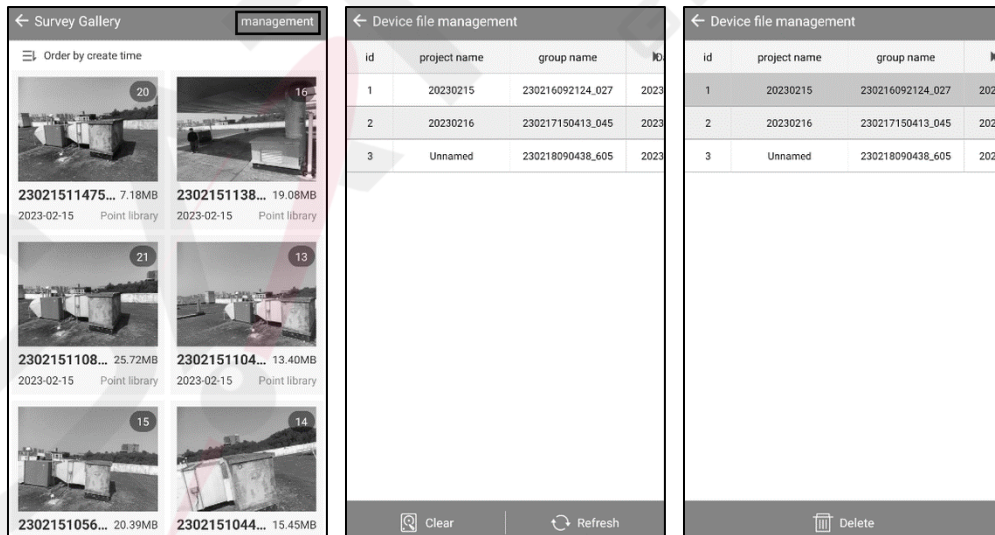 Survey Gallery management
Order by create time
20
16
23021511475... 7.18MB
2302151138... 19.08MB
2023-02-15 Point library
2023-02-15 Point library
21
13
2302151108... 25.72MB
2302151104... 13.40MB
2023-02-15 Point library
2023-02-15 Point library
15
14
2302151056... 20.39MB
2302151044... 15.45MB
Device file management
id project name group name
1 20230215 230216092124_027 2023
2 20230216 230217150413_045 2023
3 Unnamed 230218090438_605 2023
Clear Refresh
Device file management
id project name group name
1 20230215 230216092124_027 202
2 20230216 230217150413_045 202
3 Unnamed 230218090438_605 202
Delete